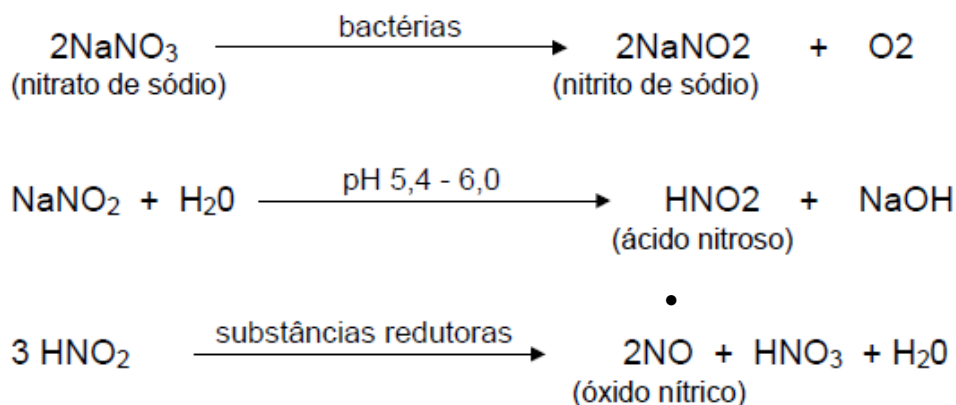 bactérias
2NaNO₃ 2NaNO2 + O2
(nitrato de sódio) (nitrito de sódio)
pH 5,4 - 6,0
NaNO₂ + H₂0 HNO2 + NaOH
(ácido nitroso)
•
substâncias redutoras
3 HNO₂ 2NO + HNO₃ + H₂0
(óxido nítrico)